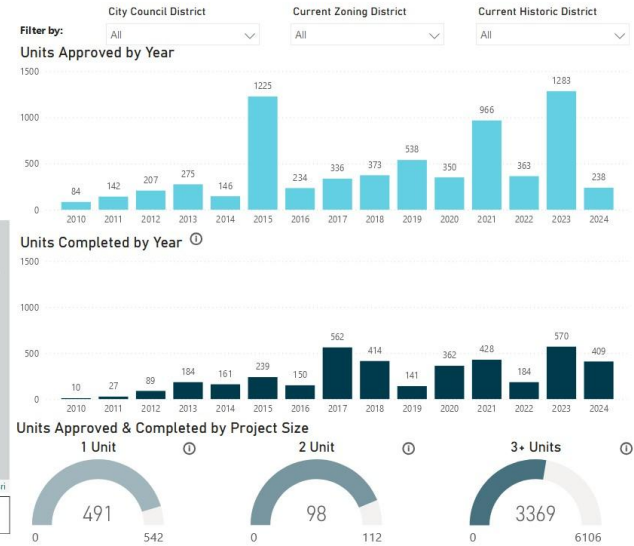 City Council District Current Zoning District Current Historic District
Filter by: All All All
Units Approved by Year
1500
1000
500
0
84 142 207 275 146 1225 234 336 373 538 350 966 363 1283 238
2010 2011 2012 2013 2014 2015 2016 2017 2018 2019 2020 2021 2022 2023 2024
Units Completed by Year
1500
1000
500
0
10 27 89 184 161 239 150 562 414 141 362 428 184 570 409
2010 2011 2012 2013 2014 2015 2016 2017 2018 2019 2020 2021 2022 2023 2024
Units Approved & Completed by Project Size
1 Unit 2 Unit 3+ Units
491 98 3369
0 542 0 112 0 6106
ri